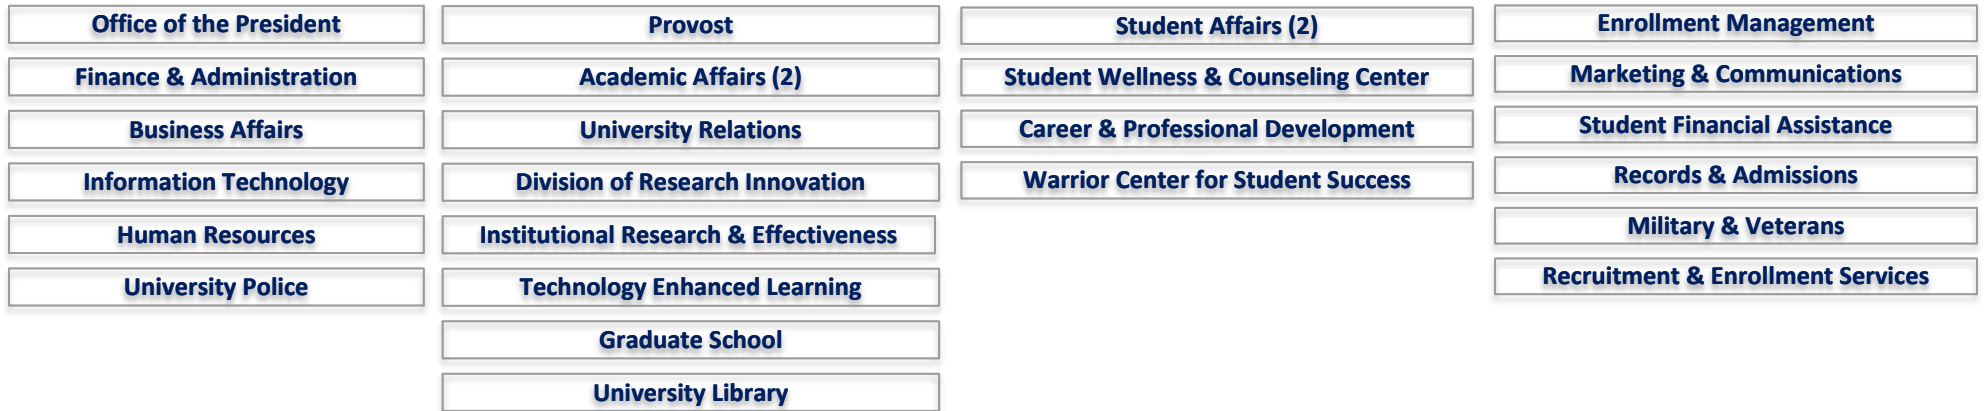 Office of the President
Finance & Administration
Business Affairs
Information Technology
Human Resources
University Police
Provost
Academic Affairs (2)
University Relations
Division of Research Innovation
Institutional Research & Effectiveness
Technology Enhanced Learning
Graduate School
University Library
Student Affairs (2)
Student Wellness & Counseling Center
Career & Professional Development
Warrior Center for Student Success
Enrollment Management
Marketing & Communications
Student Financial Assistance
Records & Admissions
Military & Veterans
Recruitment & Enrollment Services